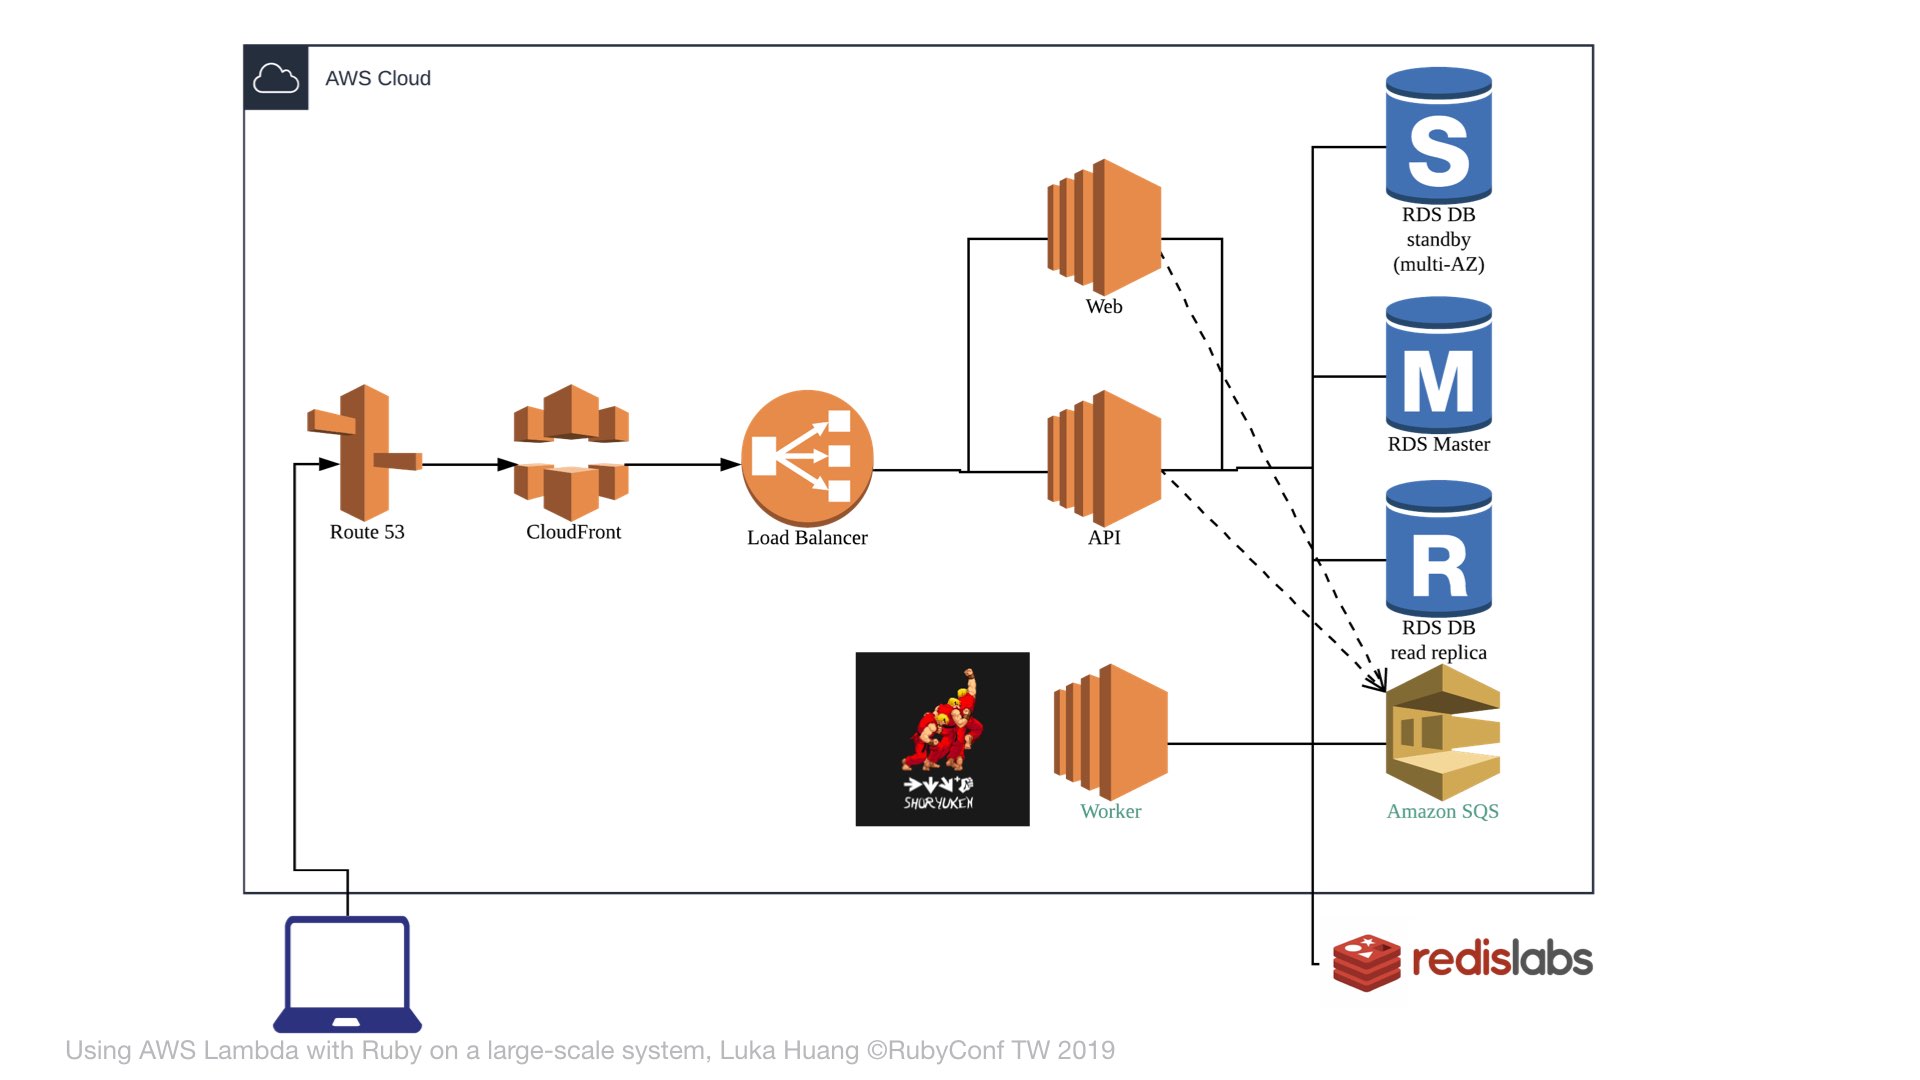 AWS Cloud
S
RDS DB
standby
(multi-AZ)
Web
M
RDS Master
Route 53
CloudFront
Load Balancer
API
R
RDS DB
read replica
SHORYUKEN
Worker
Amazon SQS
redislabs
Using AWS Lambda with Ruby on a large-scale system, Luka Huang ©RubyConf TW 2019